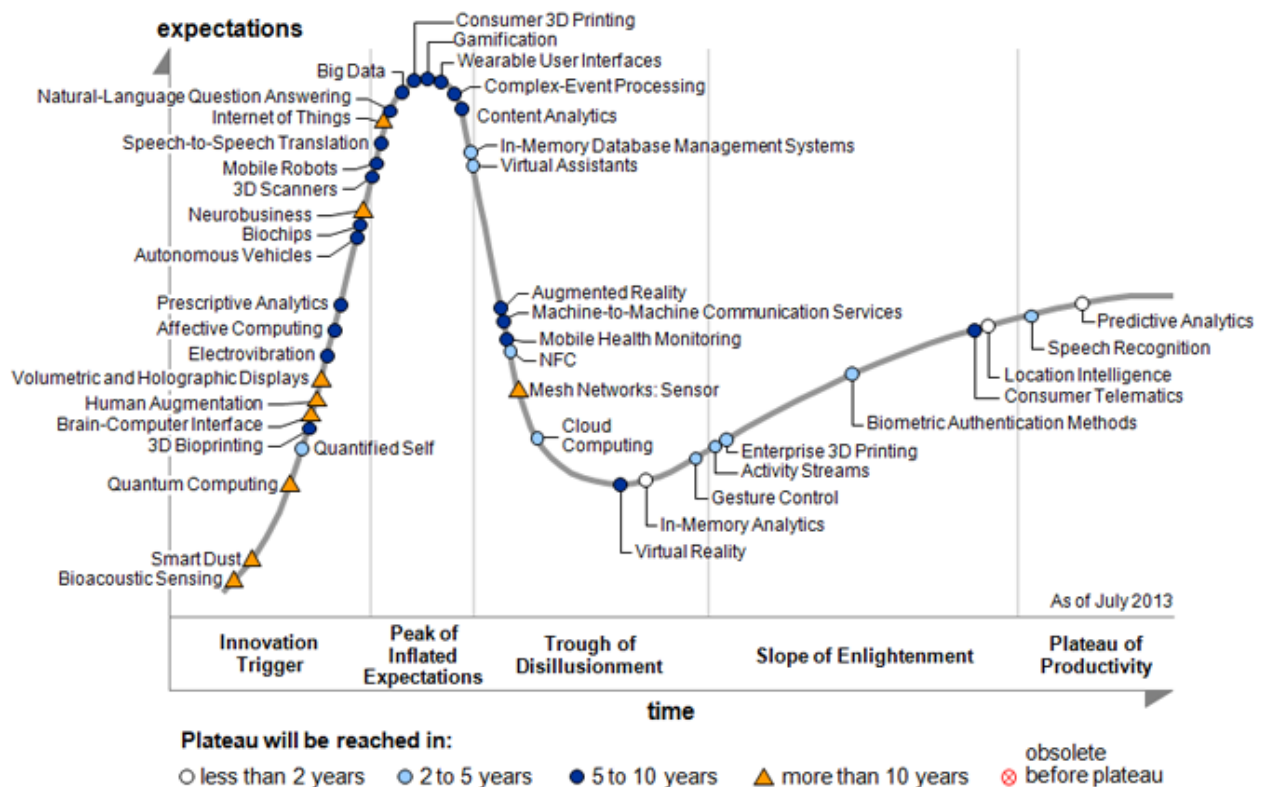 expectations
Consumer 3D Printing
Gamification
Wearable User Interfaces
Big Data
Complex-Event Processing
Natural-Language Question Answering
Content Analytics
Internet of Things
Speech-to-Speech Translation
In-Memory Database Management Systems
Mobile Robots
Virtual Assistants
3D Scanners
Neurobusiness
Biochips
Autonomous Vehicles
Augmented Reality
Prescriptive Analytics
Machine-to-Machine Communication Services
Affective Computing
Mobile Health Monitoring
Electrovibration
NFC
Volumetric and Holographic Displays
Mesh Networks: Sensor
Human Augmentation
Brain-Computer Interface
3D Bioprinting
Quantified Self
Cloud
Computing
Quantum Computing
Smart Dust
Bioacoustic Sensing
Predictive Analytics
Speech Recognition
Location Intelligence
Consumer Telematics
Biometric Authentication Methods
Enterprise 3D Printing
Activity Streams
Gesture Control
In-Memory Analytics
Virtual Reality
As of July 2013
Innovation
Trigger
Peak of
Inflated
Expectations
Trough of
Disillusionment
Slope of Enlightenment
Plateau of
Productivity
time
Plateau will be reached in:
less than 2 years
2 to 5 years
5 to 10 years
more than 10 years
obsolete
before plateau